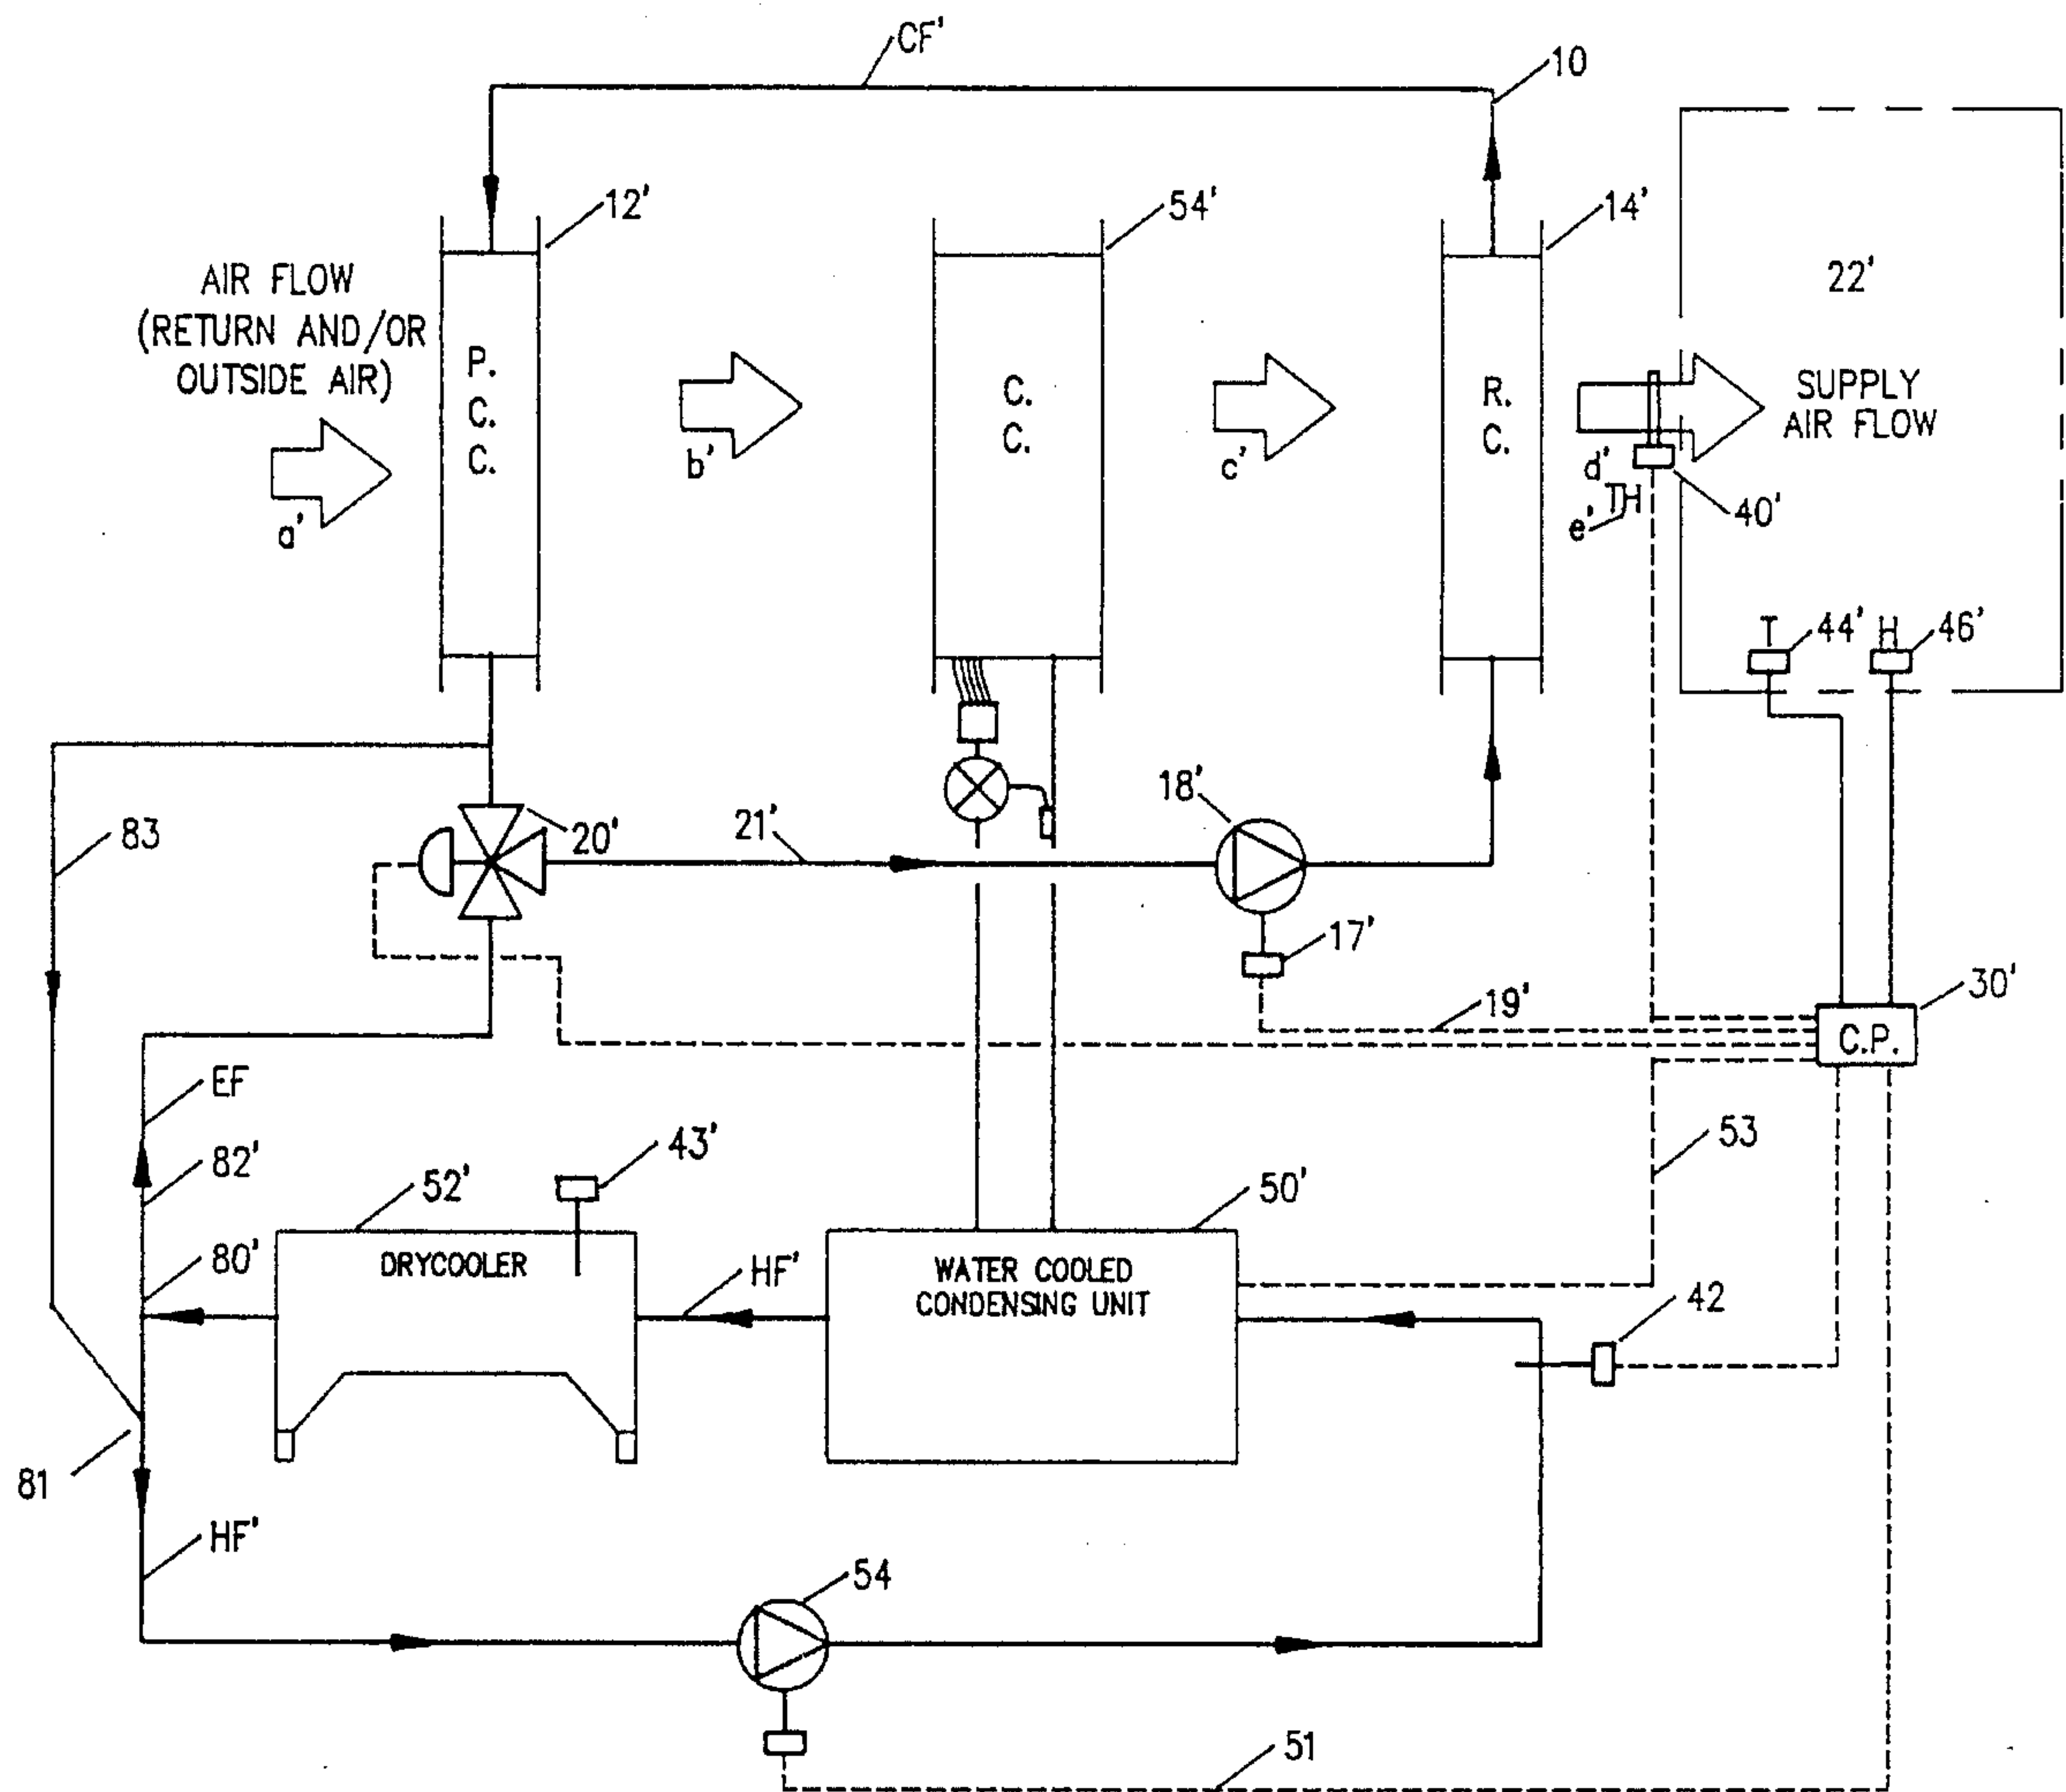 CF'
10
12'
54'
14'
AIR FLOW
(RETURN AND/OR
OUTSIDE AIR)
P.
C.
C.
C.
C.
R.
C.
22'
SUPPLY
AIR FLOW
a'
b'
c'
d'
e'
TH
40'
T
44'
H
46'
83
20'
21'
18'
17'
19'
30'
C.P.
EF
82'
80'
52'
43'
50'
53
DRYCOOLER
HF'
WATER COOLED
CONDENSING UNIT
42
81
HF'
54
51